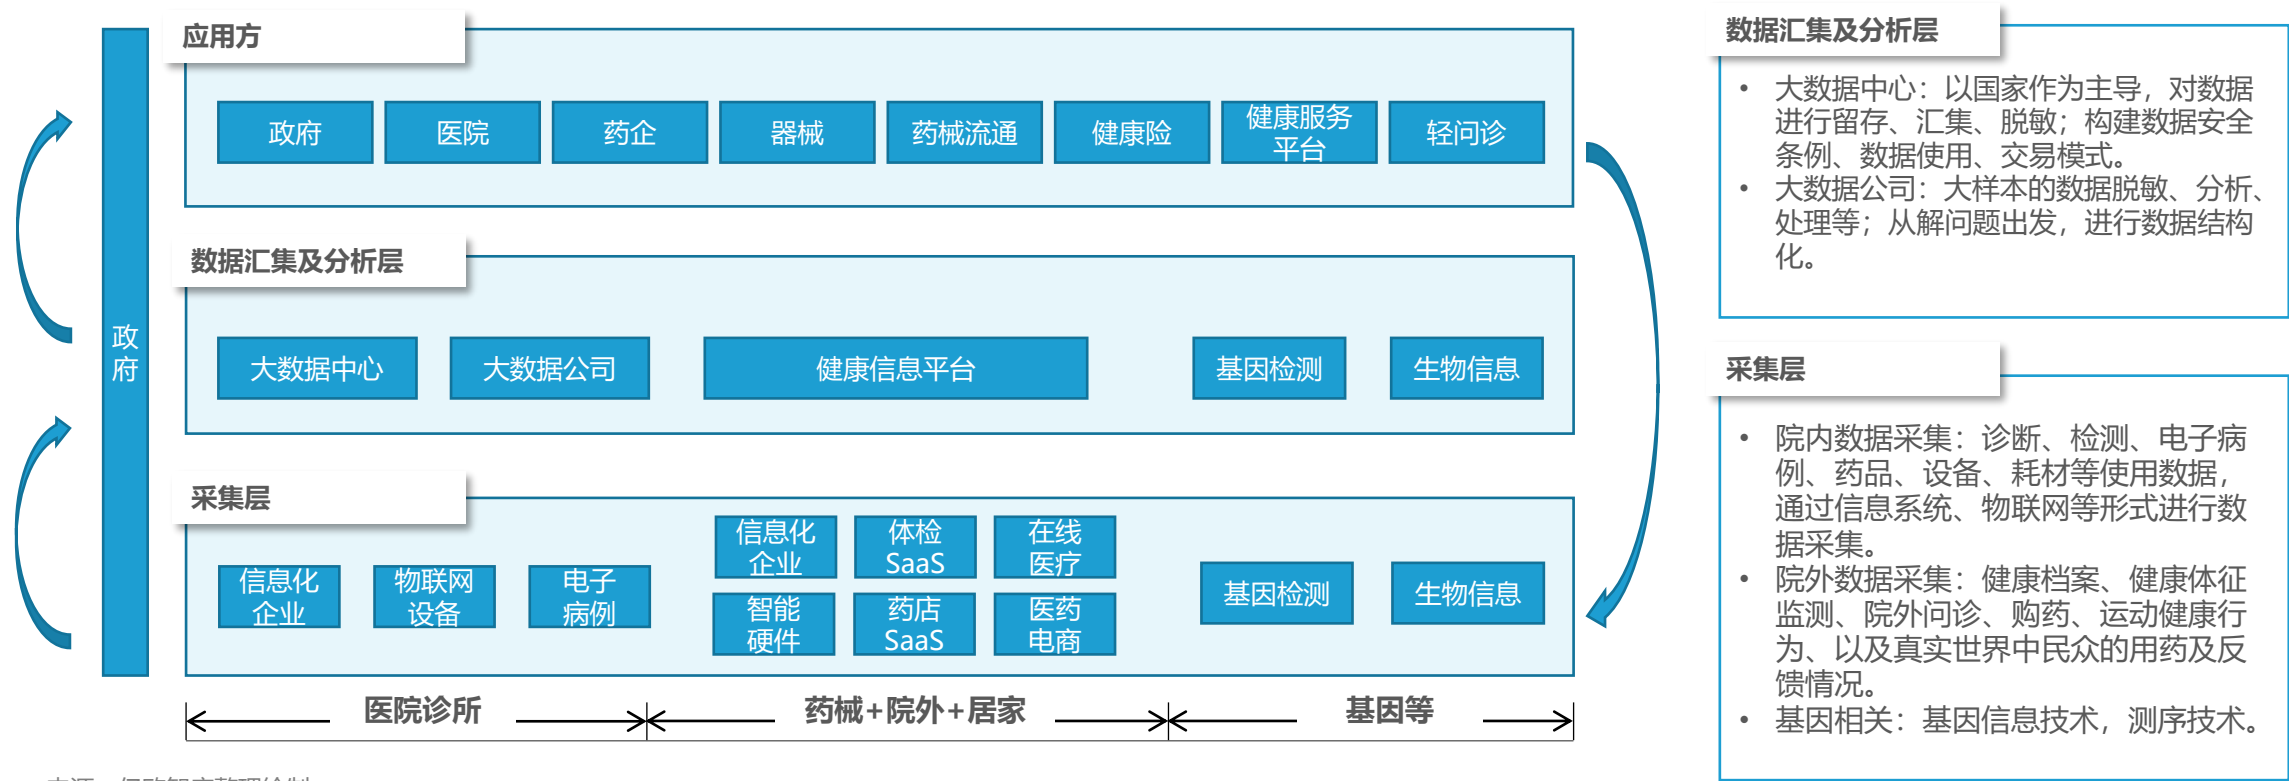 应用方
政府
医院
药企
器械
药械流通
健康险
健康服务
平台
轻问诊
政
府
数据汇集及分析层
大数据中心
大数据公司
健康信息平台
基因检测
生物信息
采集层
信息化
企业
物联网
设备
电子
病例
信息化
企业
体检
SaaS
在线
医疗
智能
硬件
药店
SaaS
医药
电商
基因检测
生物信息
医院诊所
药械+院外+居家
基因等
数据汇集及分析层
• 大数据中心：以国家作为主导，对数据
进行留存、汇集、脱敏；构建数据安全
条例、数据使用、交易模式。
• 大数据公司：大样本的数据脱敏、分析、
处理等；从解问题出发，进行数据结构
化。
采集层
• 院内数据采集：诊断、检测、电子病
例、药品、设备、耗材等使用数据，
通过信息系统、物联网等形式进行数
据采集。
• 院外数据采集：健康档案、健康体征
监测、院外问诊、购药、运动健康行
为、以及真实世界中民众的用药及反
馈情况。
• 基因相关：基因信息技术，测序技术。